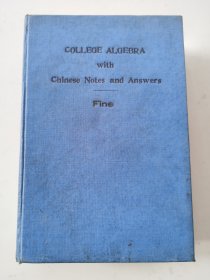 COLLEGE ALGEBRA
with
Chinese Notes and Answers
Fine